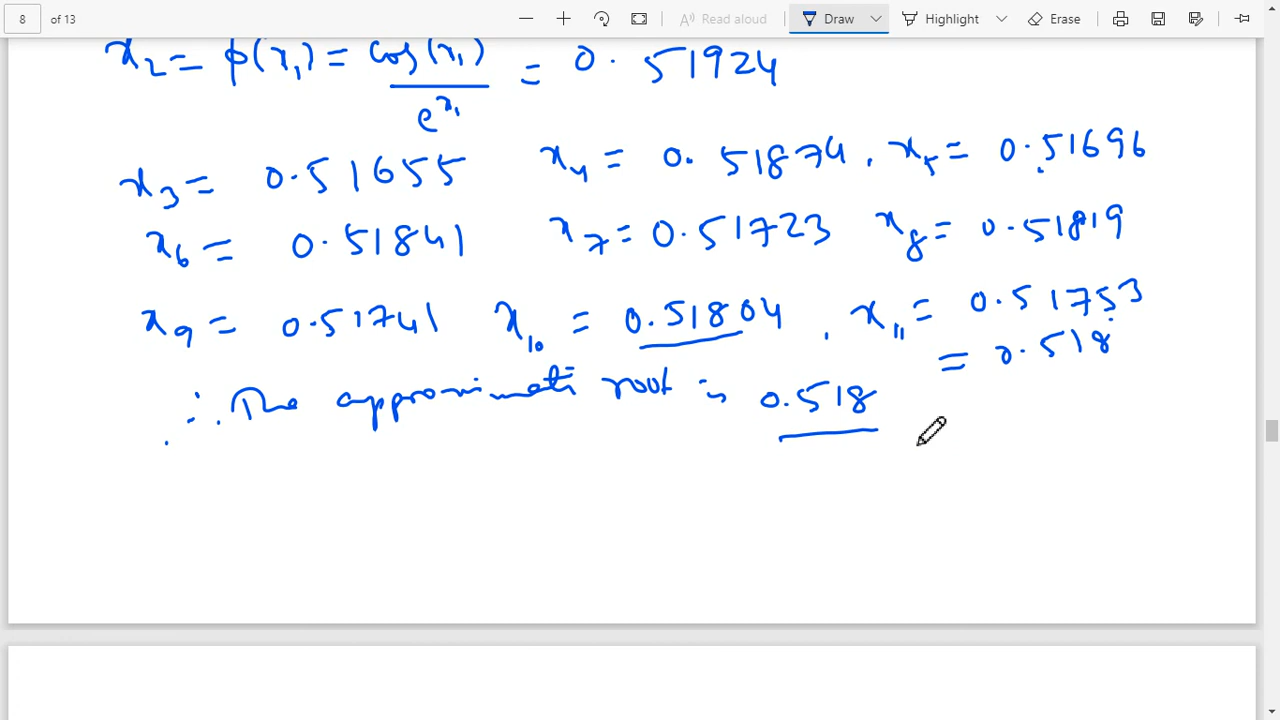 8 of 13 Read aloud Draw Highlight Erase
x₂ = φ(x₁) = cos(x₁) / e^x₁ = 0.51924
x₃ = 0.51655 x₄ = 0.51874, x₅ = 0.51696
x₆ = 0.51841 x₇ = 0.51723 x₈ = 0.51819
x₉ = 0.51741 x₁₀ = 0.51804, x₁₁ = 0.51753
= 0.518
∴ The approximate root is 0.518